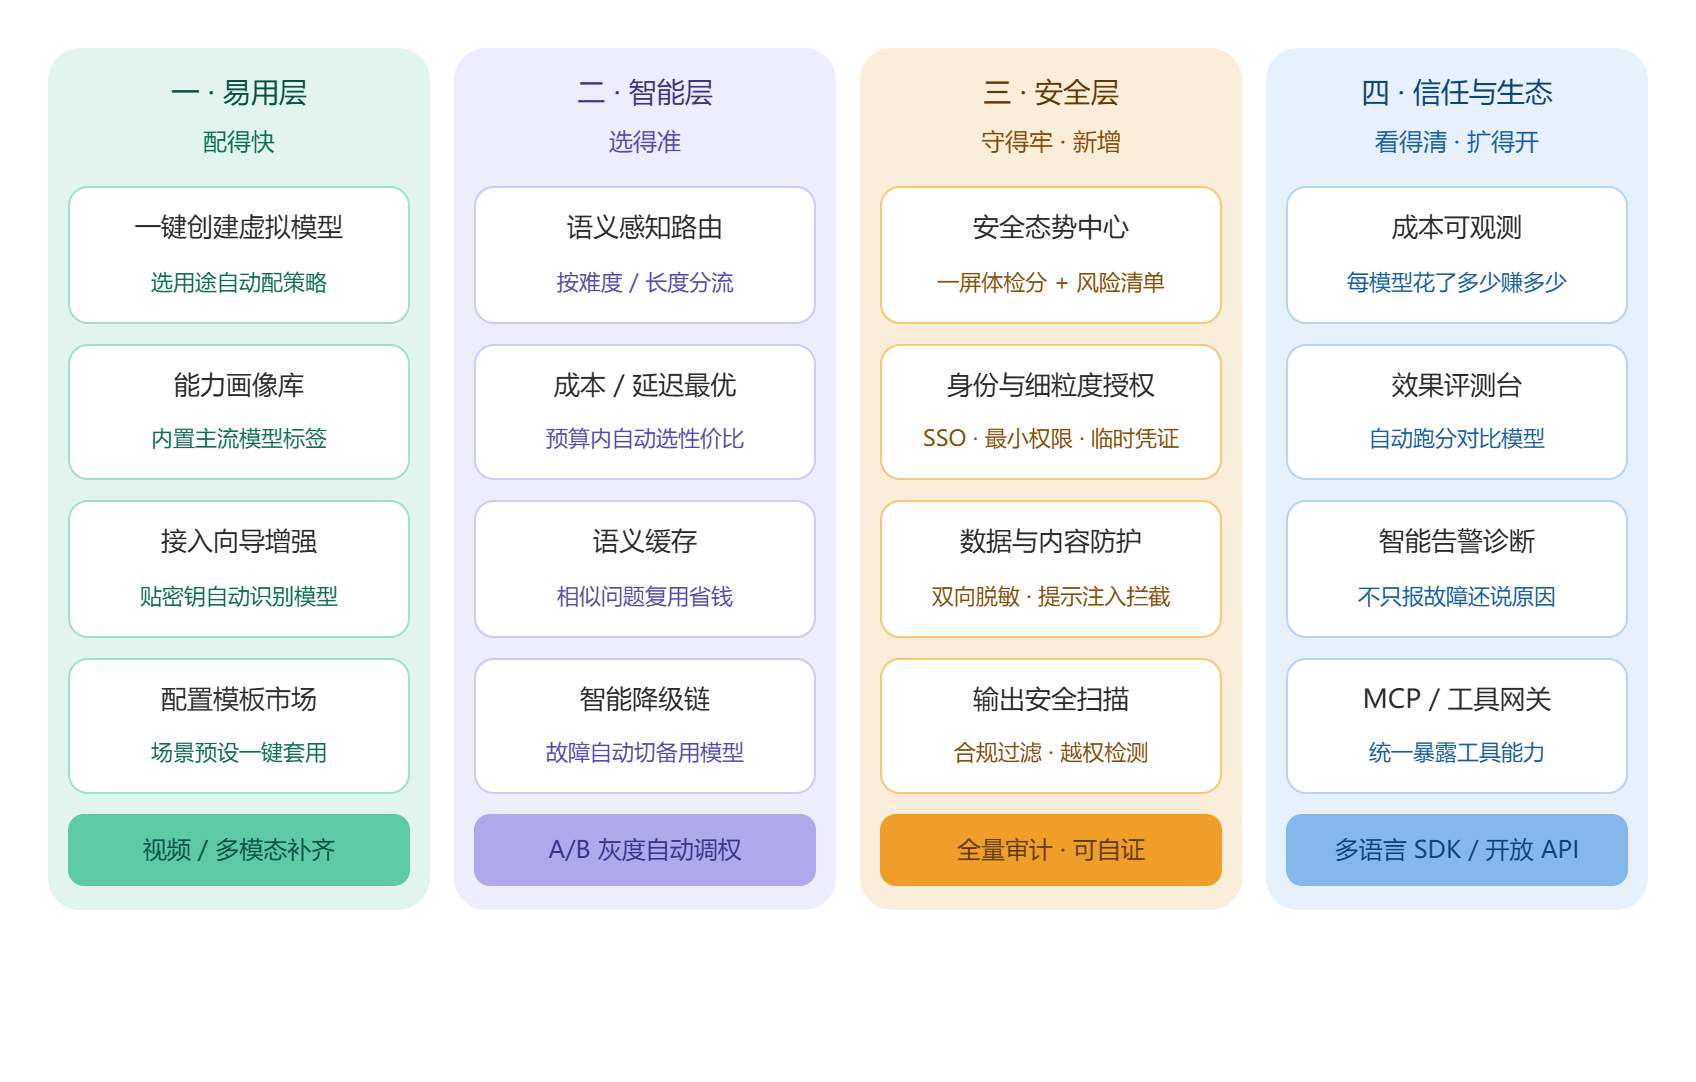 一 · 易用层
配得快
一键创建虚拟模型
选用途自动配策略
能力画像库
内置主流模型标签
接入向导增强
贴密钥自动识别模型
配置模板市场
场景预设一键套用
视频 / 多模态补齐
二 · 智能层
选得准
语义感知路由
按难度 / 长度分流
成本 / 延迟最优
预算内自动选性价比
语义缓存
相似问题复用省钱
智能降级链
故障自动切备用模型
A/B 灰度自动调权
三 · 安全层
守得牢 · 新增
安全态势中心
一屏体检分 + 风险清单
身份与细粒度授权
SSO · 最小权限 · 临时凭证
数据与内容防护
双向脱敏 · 提示注入拦截
输出安全扫描
合规过滤 · 越权检测
全量审计 · 可自证
四 · 信任与生态
看得清 · 扩得开
成本可观测
每模型花了多少赚多少
效果评测台
自动跑分对比模型
智能告警诊断
不只报故障还说原因
MCP / 工具网关
统一暴露工具能力
多语言 SDK / 开放 API